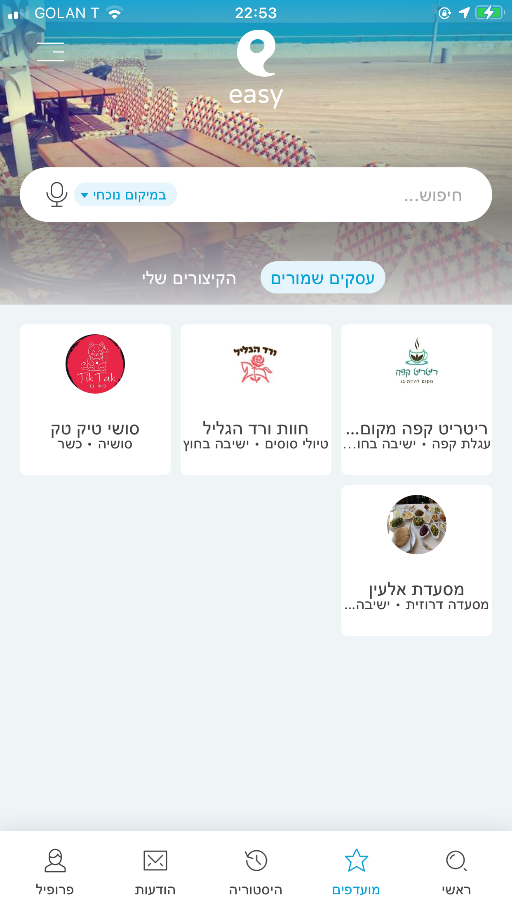 GOLAN T
22:53
easy
חיפוש...
במיקום נוכחי
עסקים שמורים
הקיצורים שלי
ריטריט קפה
ריטריט קפה מקום...
עגלת קפה • ישיבה בחו...
ורד הגליל
חוות ורד הגליל
טיולי סוסים • ישיבה בחוץ
TikTak
סושי טיק טק
סושיה • כשר
מסעדת אלעין
מסעדה דרוזית • ישיבה...
ראשי
מועדפים
היסטוריה
הודעות
פרופיל